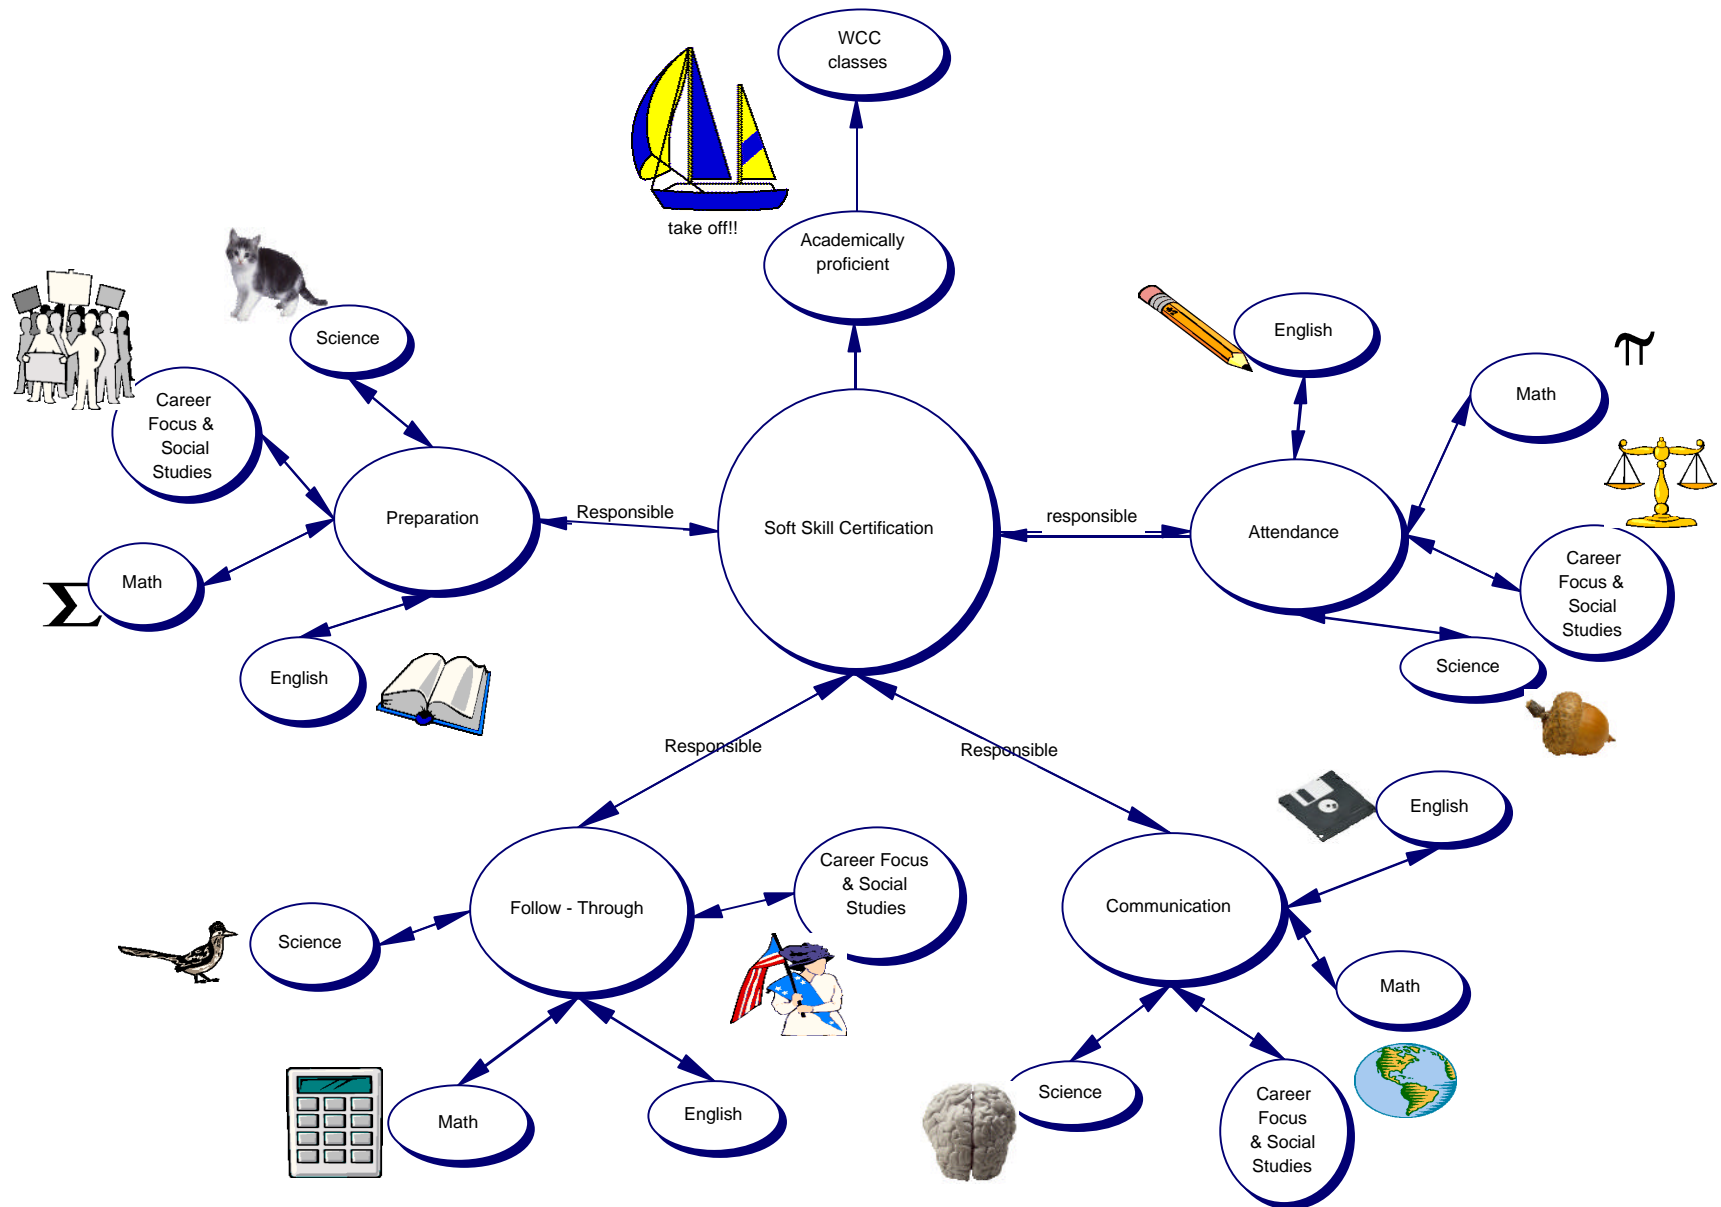 WCC
classes
take off!!
Academically
proficient
Science
English
Math
π
Career
Focus &
Social
Studies
Preparation
Responsible
Soft Skill Certification
responsible
Attendance
Career
Focus &
Social
Studies
Math
Σ
English
Science
Responsible
Responsible
English
Career Focus
& Social
Studies
Follow - Through
Communication
Science
Math
Math
English
Science
Career
Focus
& Social
Studies